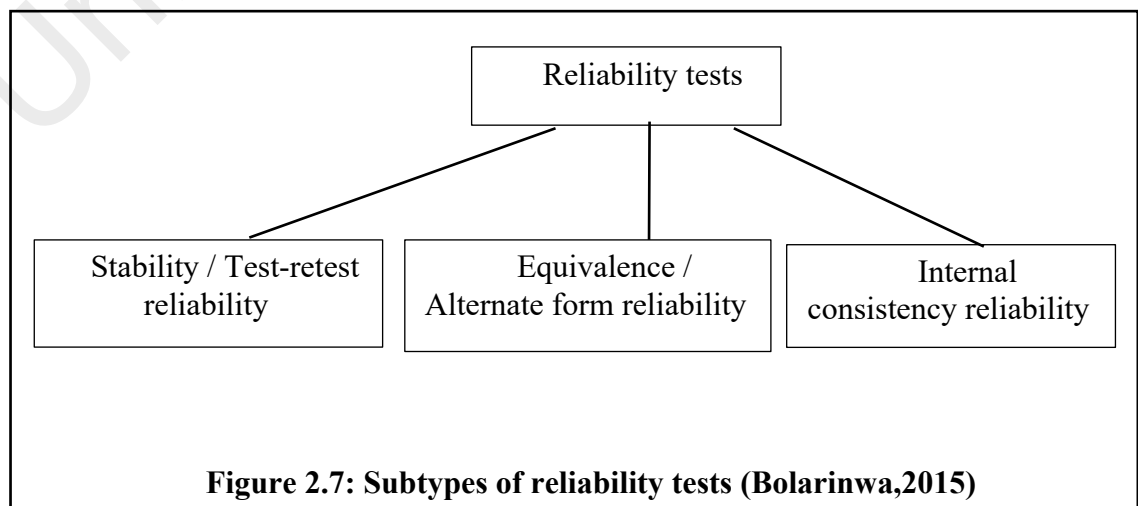 Reliability tests
Stability / Test-retest
reliability
Equivalence /
Alternate form reliability
Internal
consistency reliability
Figure 2.7: Subtypes of reliability tests (Bolarinwa,2015)